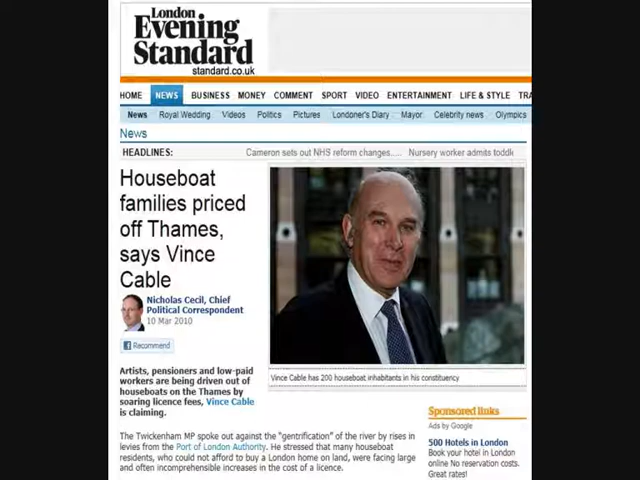 London
Evening
Standard
standard.co.uk
HOME NEWS BUSINESS MONEY COMMENT SPORT VIDEO ENTERTAINMENT LIFE & STYLE TRA
News Royal Wedding Videos Politics Pictures Londoner's Diary Mayor Celebrity news Olympics
News
HEADLINES: Cameron sets out NHS reform changes.... Nursery worker admits toddk
Houseboat
families priced
off Thames,
says Vince
Cable
Nicholas Cecil, Chief
Political Correspondent
10 Mar 2010
Recommend
Vince Cable has 200 houseboat inhabitants in his constituency
Artists, pensioners and low-paid
workers are being driven out of
houseboats on the Thames by
soaring licence fees, Vince Cable
is claiming.
The Twickenham MP spoke out against the "gentrification" of the river by rises in
levies from the Port of London Authority. He stressed that many houseboat
residents, who could not afford to buy a London home on land, were facing large
and often incomprehensible increases in the cost of a licence.
Sponsored links
Ads by Google
500 Hotels in London
Book your hotel in London
online No reservation costs.
Great rates!